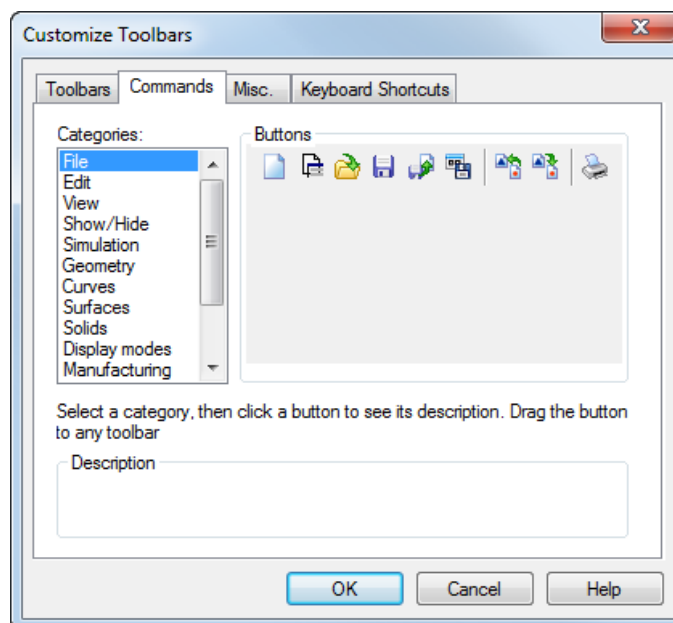 Customize Toolbars
Toolbars Commands Misc. Keyboard Shortcuts
Categories:
Buttons
File
Edit
View
Show/Hide
Simulation
Geometry
Curves
Surfaces
Solids
Display modes
Manufacturing
Select a category, then click a button to see its description. Drag the button
to any toolbar
Description
OK Cancel Help